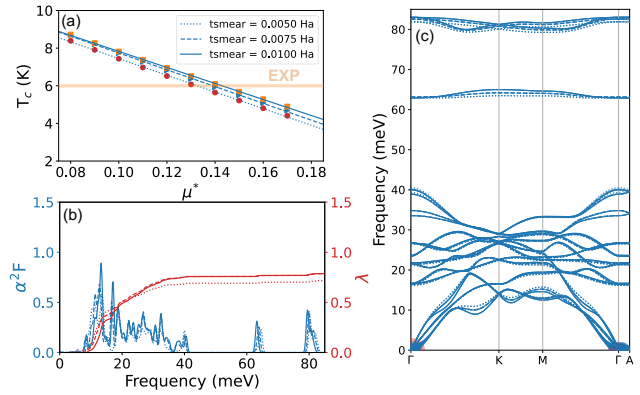 (a)
tsmear = 0.0050 Ha
tsmear = 0.0075 Ha
tsmear = 0.0100 Ha
EXP
T_c (K)
10
8
6
4
2
0.08 0.10 0.12 0.14 0.16 0.18
μ*
(b)
α²F
1.5
1.0
0.5
0.0
1.5
1.0
0.5
0.0
λ
0 20 40 60 80
Frequency (meV)
(c)
Frequency (meV)
80
70
60
50
40
30
20
10
0
Γ K M Γ A